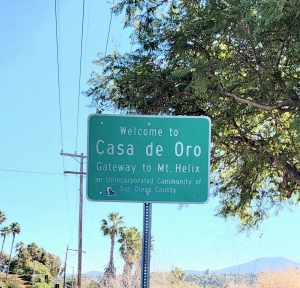 Welcome to
Casa de Oro
Gateway to Mt. Helix
an Unincorporated Community of
San Diego County